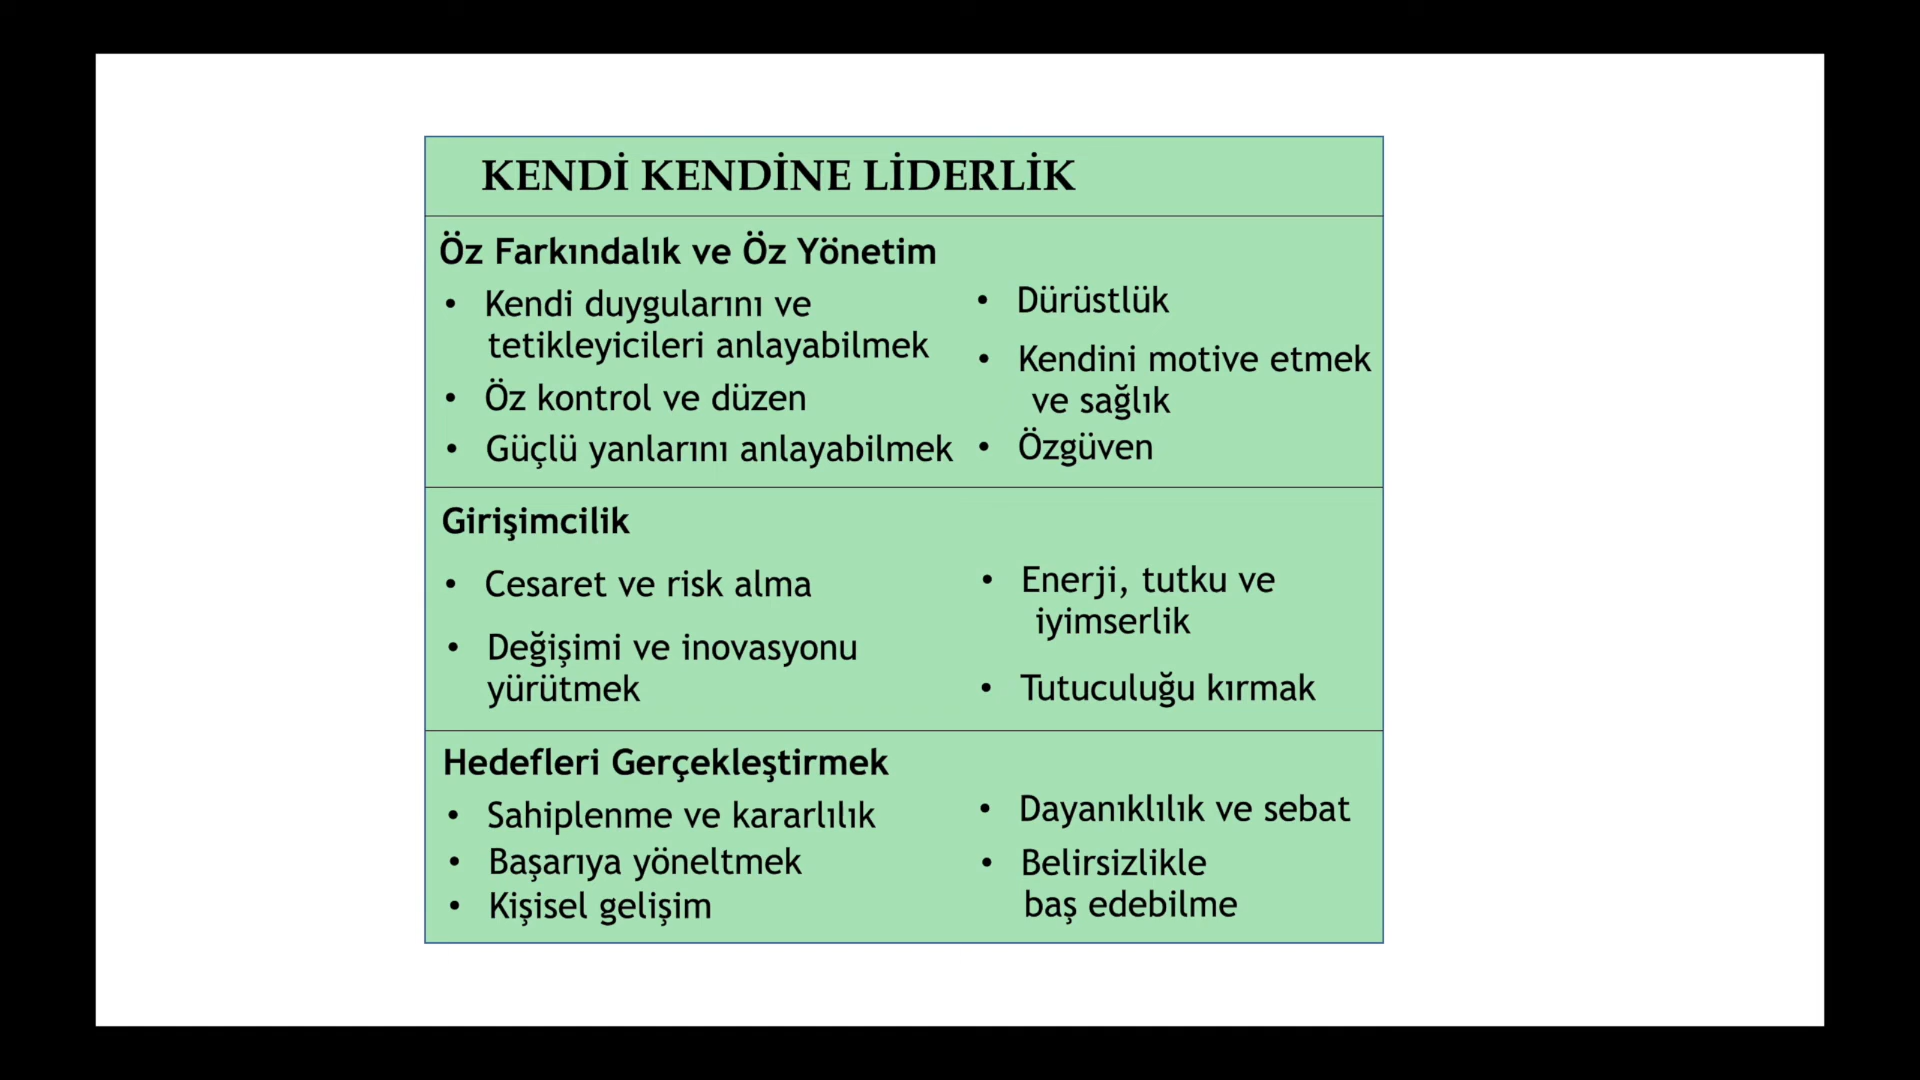 KENDİ KENDİNE LİDERLİK
Öz Farkındalık ve Öz Yönetim
• Kendi duygularını ve
tetikleyicileri anlayabilmek
• Öz kontrol ve düzen
• Güçlü yanlarını anlayabilmek
• Dürüstlük
• Kendini motive etmek
ve sağlık
• Özgüven
Girişimcilik
• Cesaret ve risk alma
• Değişimi ve inovasyonu
yürütmek
• Enerji, tutku ve
iyimserlik
• Tutuculuğu kırmak
Hedefleri Gerçekleştirmek
• Sahiplenme ve kararlılık
• Başarıya yöneltmek
• Kişisel gelişim
• Dayanıklılık ve sebat
• Belirsizlikle
baş edebilme